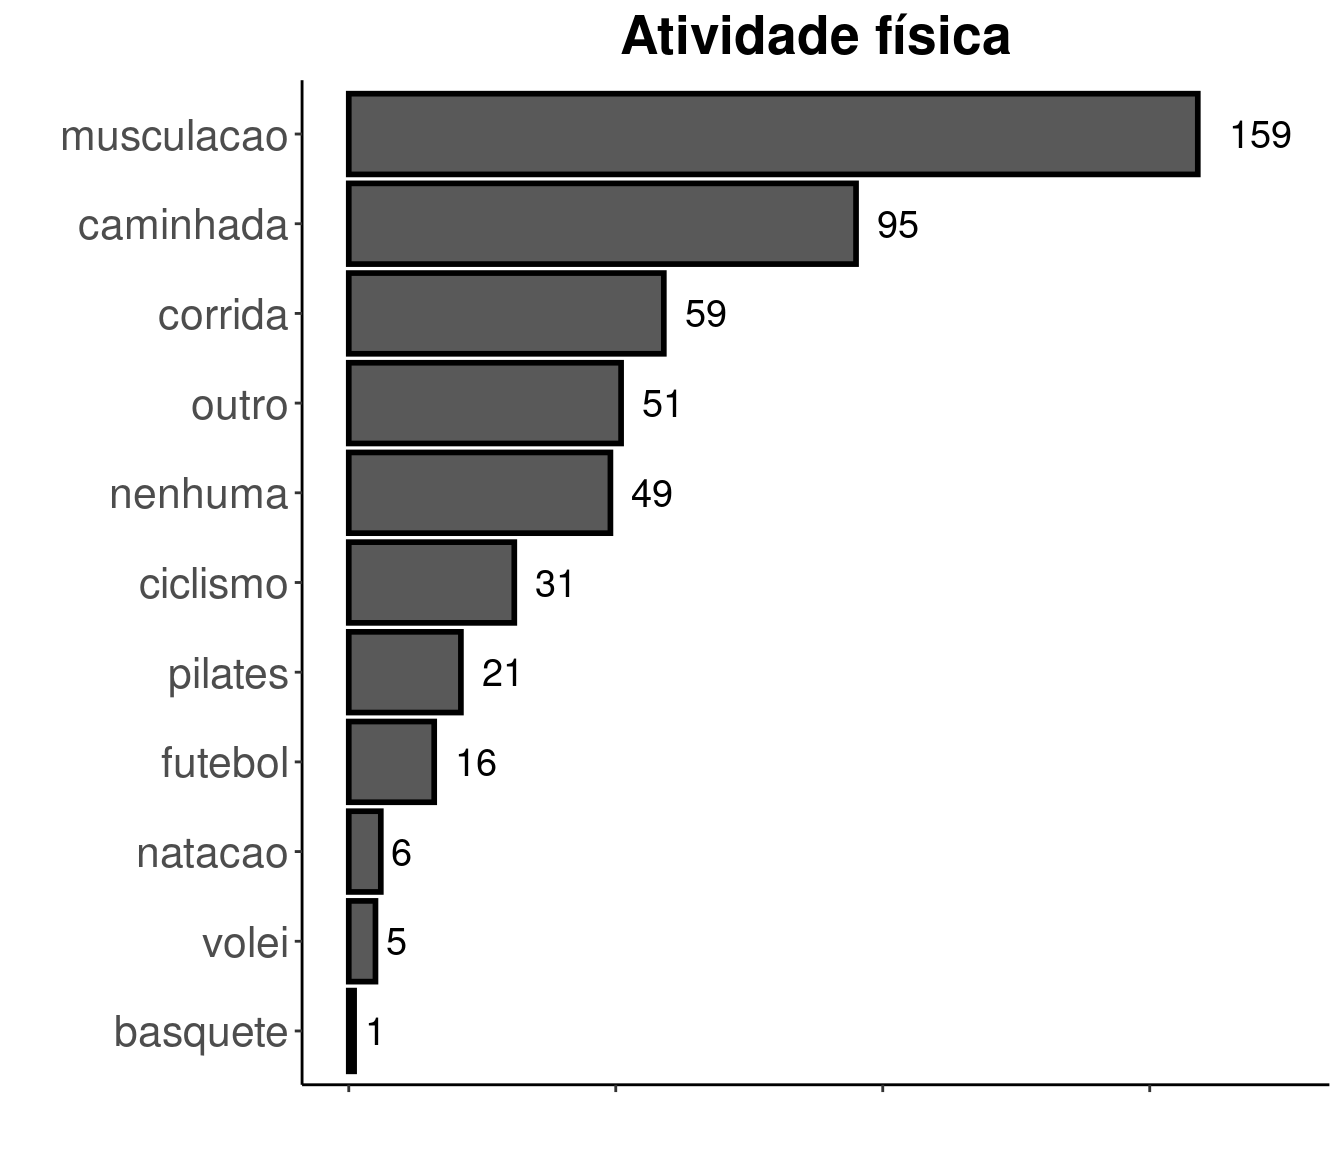 Atividade física
musculacao 159
caminhada 95
corrida 59
outro 51
nenhuma 49
ciclismo 31
pilates 21
futebol 16
natacao 6
volei 5
basquete 1